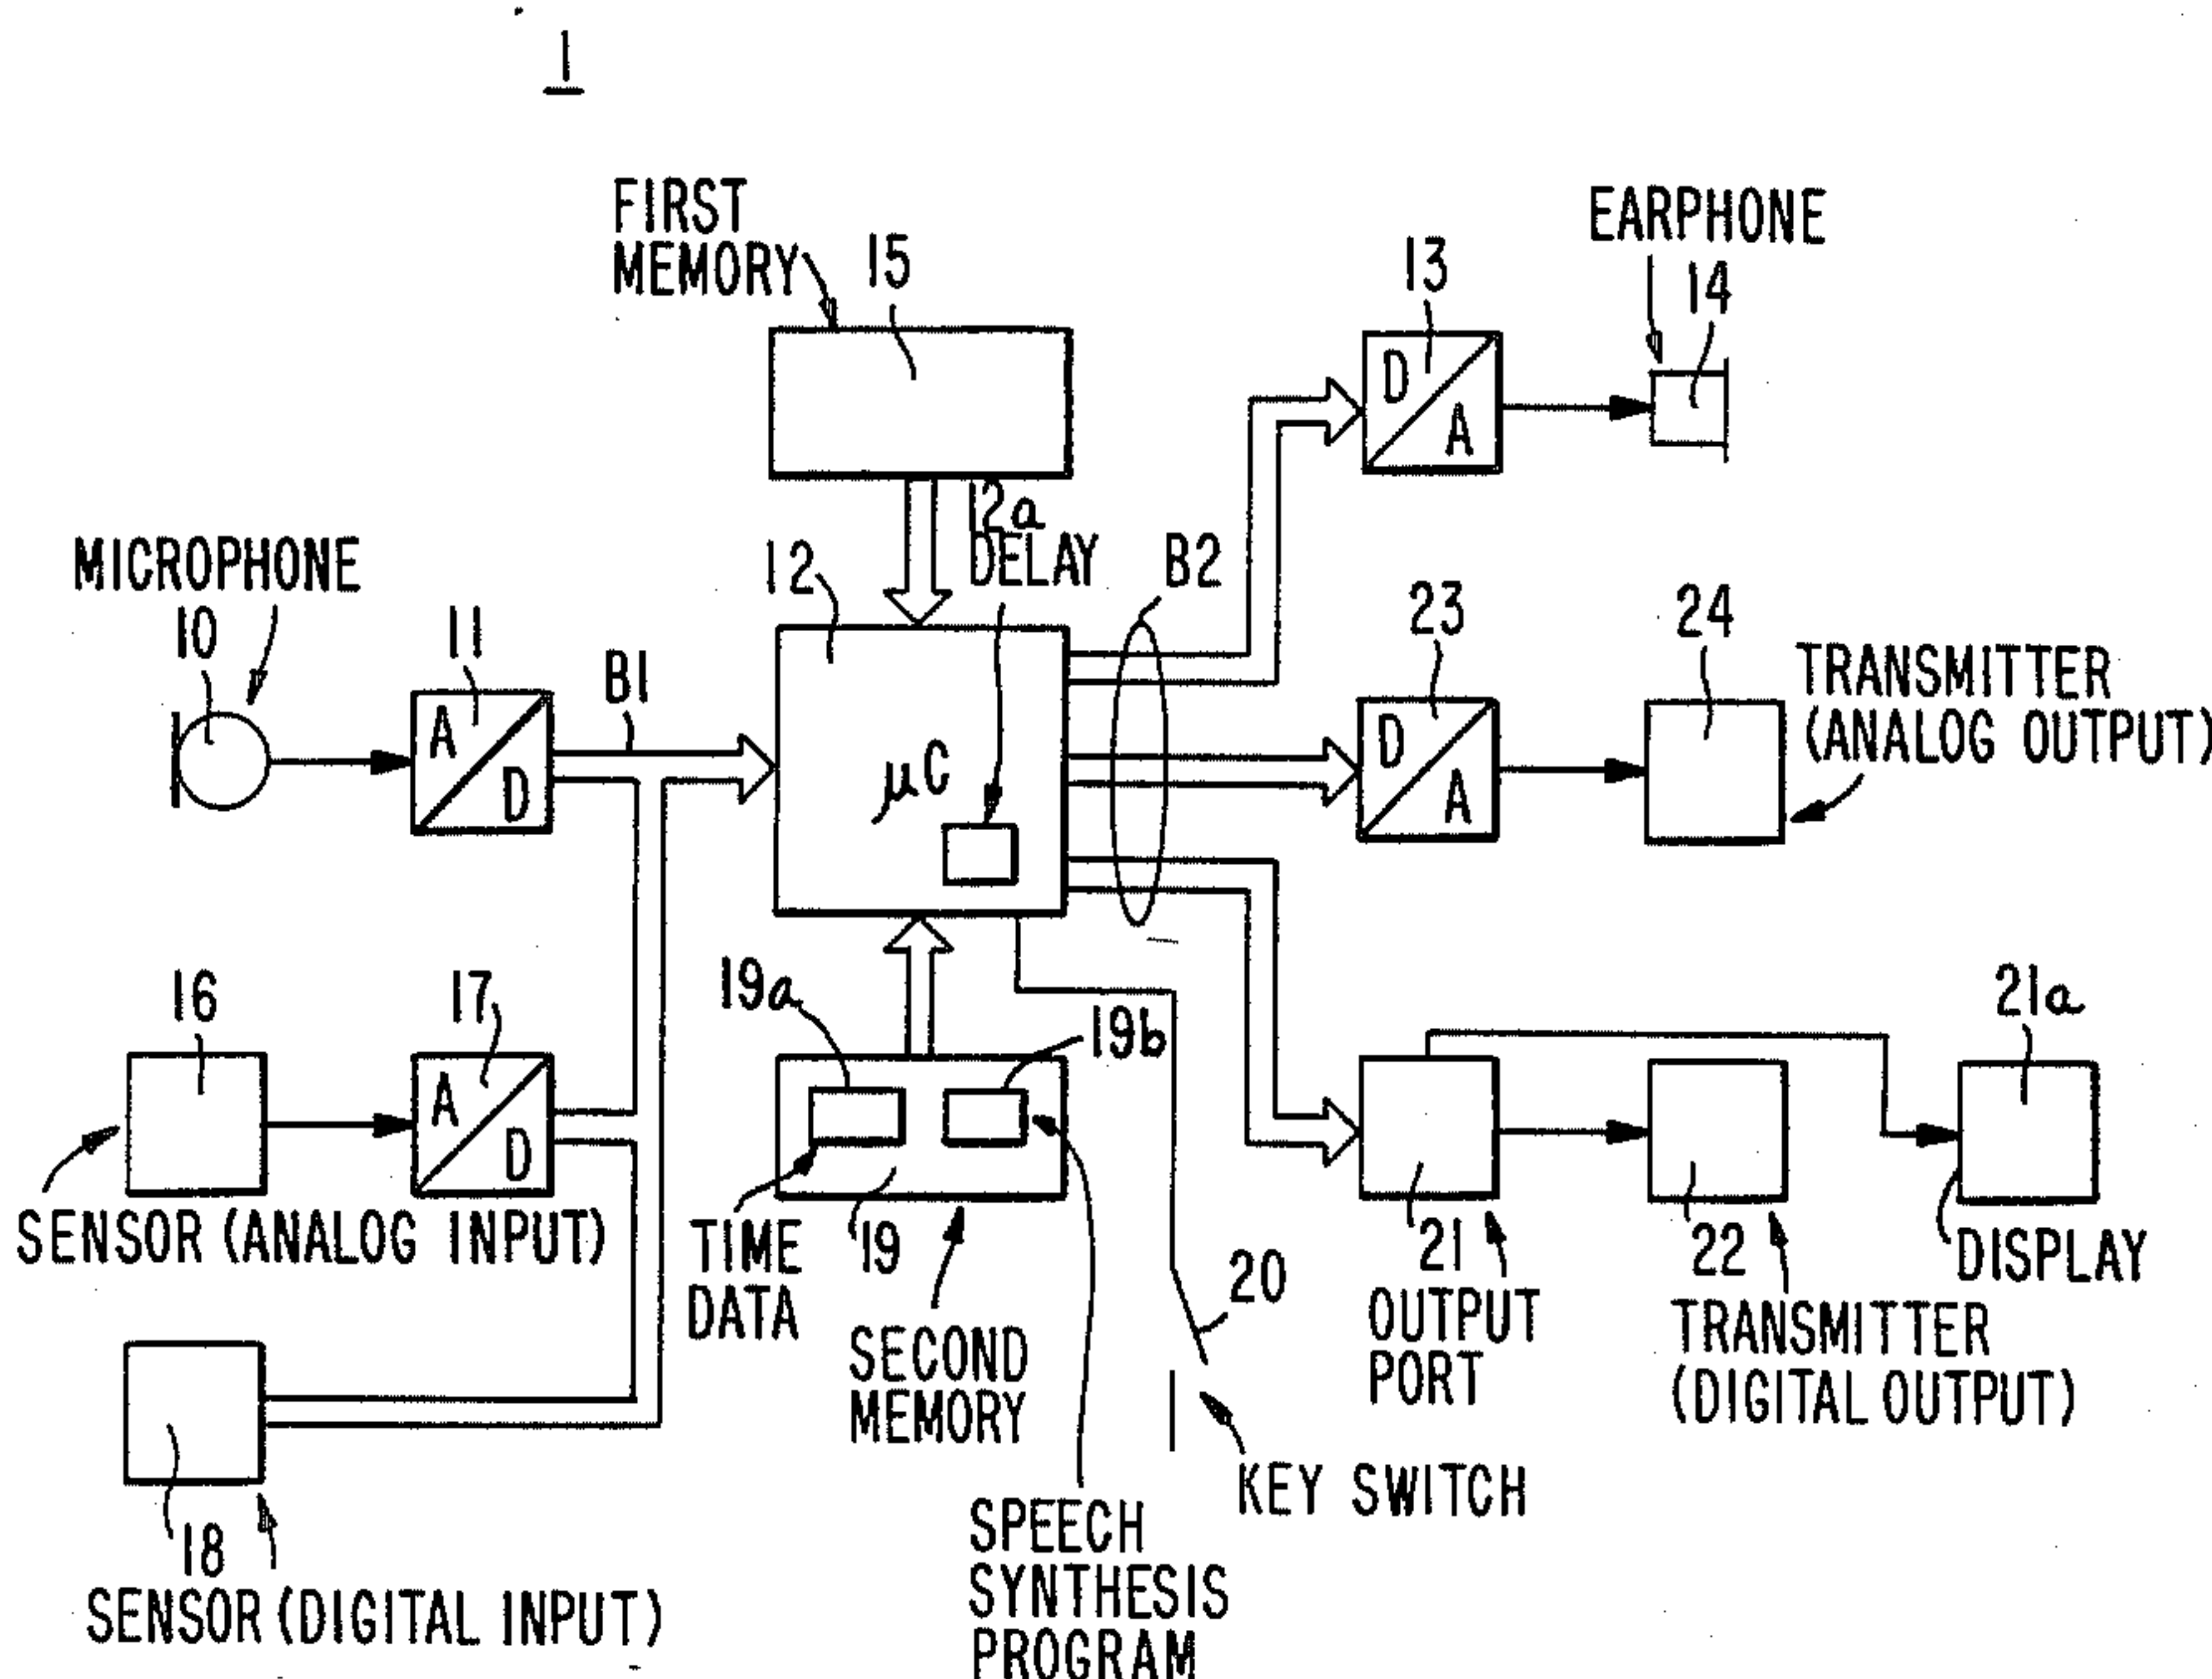 1
FIRST
MEMORY
15
EARPHONE
14
13
D
A
MICROPHONE
10
11
A
D
B1
12
12a
DELAY
B2
µC
23
D
A
24
TRANSMITTER
(ANALOG OUTPUT)
16
17
A
D
SENSOR (ANALOG INPUT)
19a
19b
TIME
DATA
19
SECOND
MEMORY
20
KEY SWITCH
21
OUTPUT
PORT
22
TRANSMITTER
(DIGITAL OUTPUT)
21a
DISPLAY
18
SENSOR (DIGITAL INPUT)
SPEECH
SYNTHESIS
PROGRAM